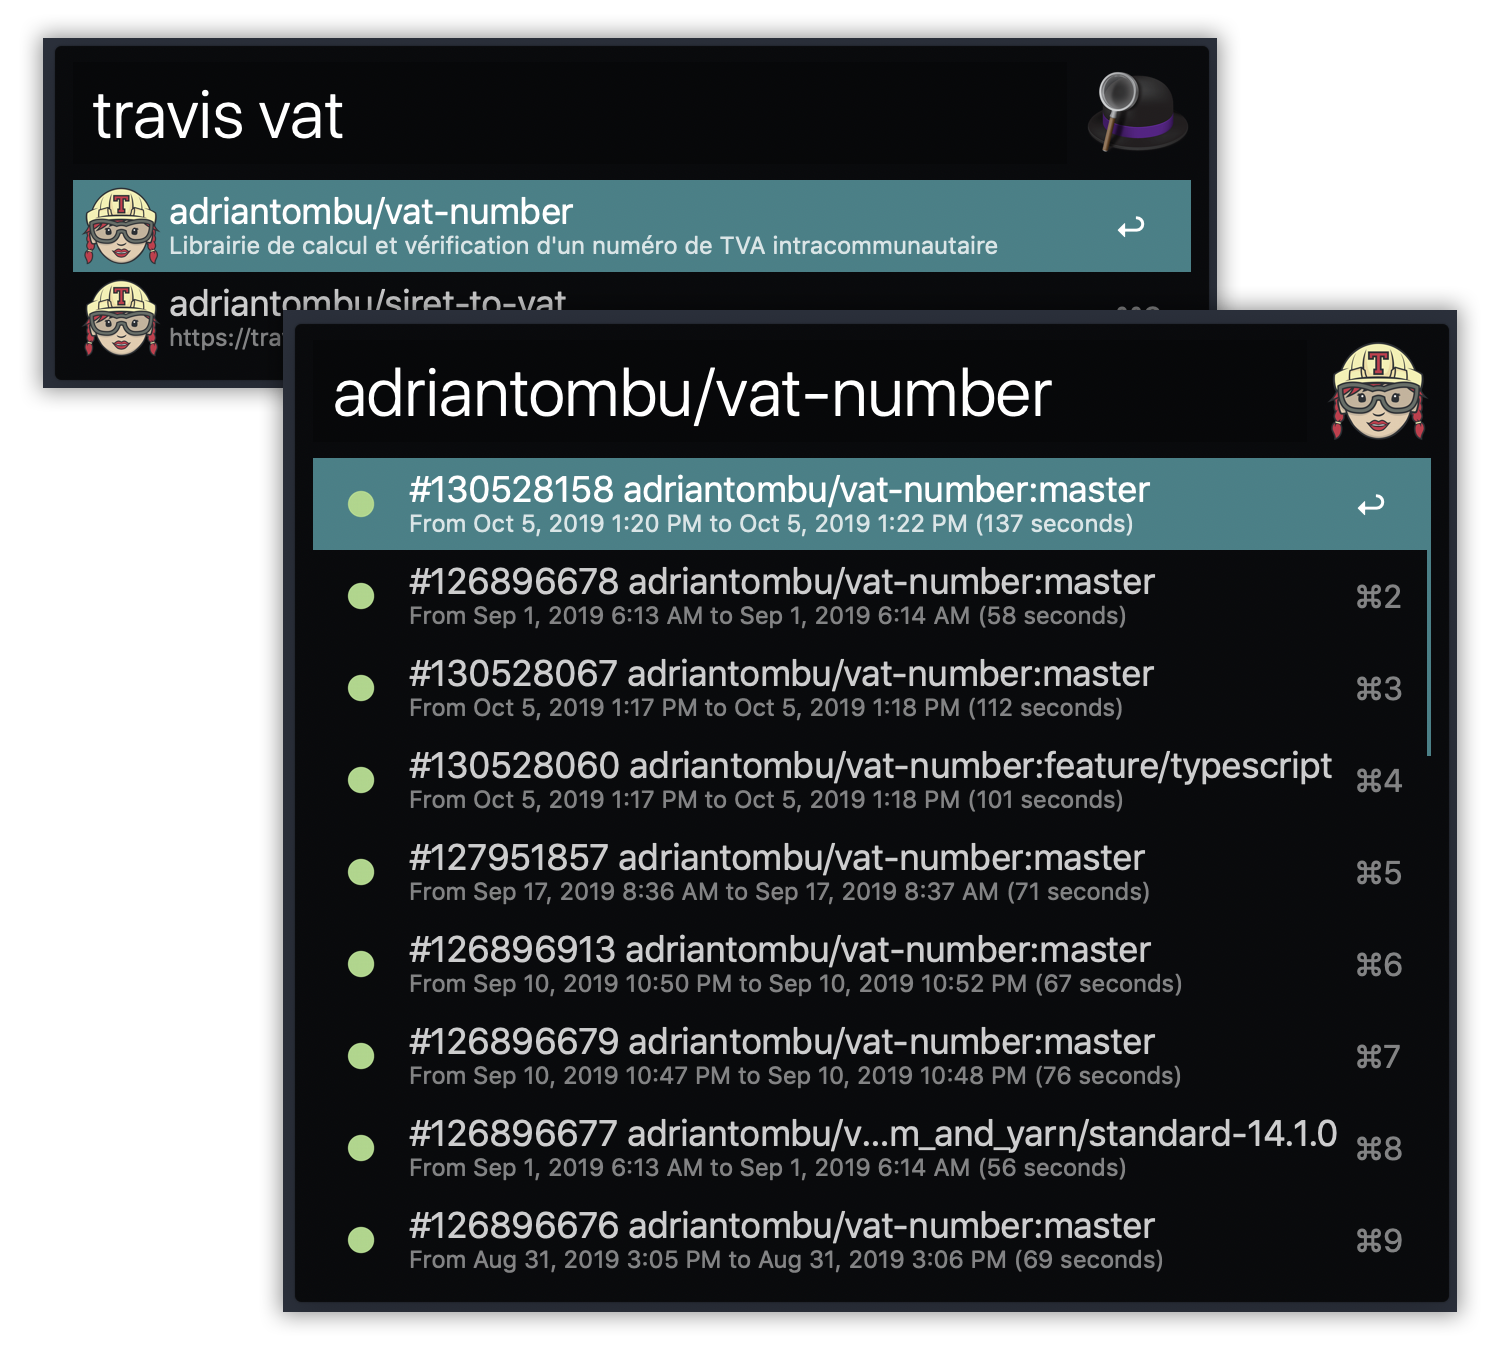 travis vat
adriantombu/vat-number
Librairie de calcul et vérification d'un numéro de TVA intracommunautaire
adriantombu/siret-to-vat
https://tra
adriantombu/vat-number
#130528158 adriantombu/vat-number:master
From Oct 5, 2019 1:20 PM to Oct 5, 2019 1:22 PM (137 seconds)
#126896678 adriantombu/vat-number:master
From Sep 1, 2019 6:13 AM to Sep 1, 2019 6:14 AM (58 seconds)
⌘2
#130528067 adriantombu/vat-number:master
From Oct 5, 2019 1:17 PM to Oct 5, 2019 1:18 PM (112 seconds)
⌘3
#130528060 adriantombu/vat-number:feature/typescript
From Oct 5, 2019 1:17 PM to Oct 5, 2019 1:18 PM (101 seconds)
⌘4
#127951857 adriantombu/vat-number:master
From Sep 17, 2019 8:36 AM to Sep 17, 2019 8:37 AM (71 seconds)
⌘5
#126896913 adriantombu/vat-number:master
From Sep 10, 2019 10:50 PM to Sep 10, 2019 10:52 PM (67 seconds)
⌘6
#126896679 adriantombu/vat-number:master
From Sep 10, 2019 10:47 PM to Sep 10, 2019 10:48 PM (76 seconds)
⌘7
#126896677 adriantombu/v...m_and_yarn/standard-14.1.0
From Sep 1, 2019 6:13 AM to Sep 1, 2019 6:14 AM (56 seconds)
⌘8
#126896676 adriantombu/vat-number:master
From Aug 31, 2019 3:05 PM to Aug 31, 2019 3:06 PM (69 seconds)
⌘9